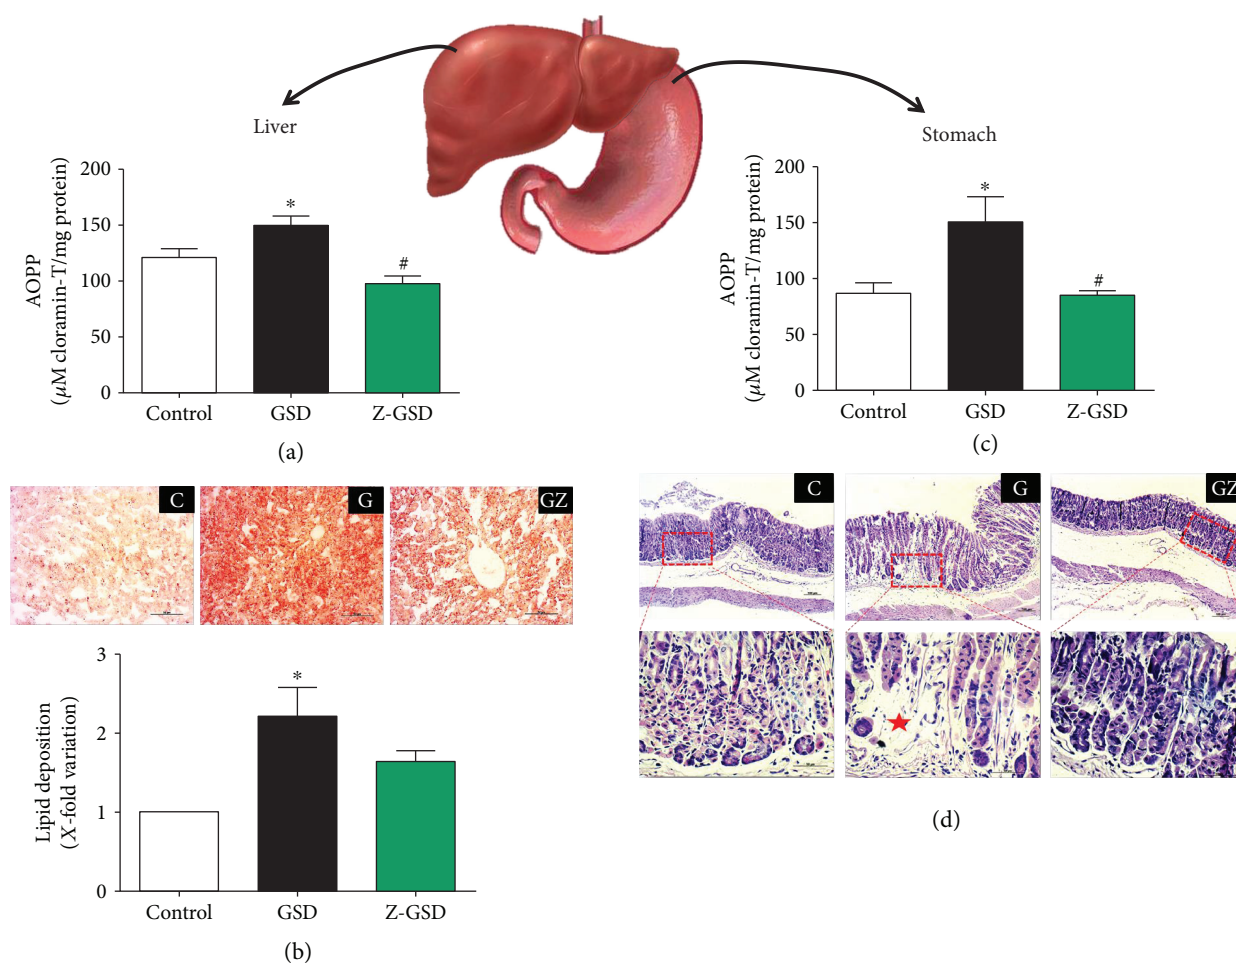 Liver
Stomach
AOPP
(μM cloramin-T/mg protein)
200
150
100
50
0
*
#
Control
GSD
Z-GSD
(a)
AOPP
(μM cloramin-T/mg protein)
200
150
100
50
0
*
#
Control
GSD
Z-GSD
(c)
C
G
GZ
Lipid deposition
(X-fold variation)
3
2
1
0
*
Control
GSD
Z-GSD
(b)
C
G
GZ
(d)